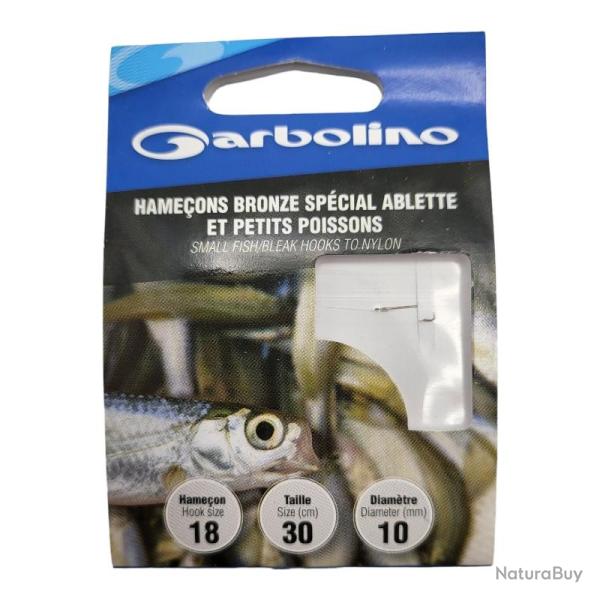 Garbolino
HAMEÇONS BRONZE SPÉCIAL ABLETTE
ET PETITS POISSONS
SMALL FISH/BLEAK HOOKS TO NYLON
Hameçon
Hook size
18
Taille
Size (cm)
30
Diamètre
Diameter (mm)
10
NaturaBuy